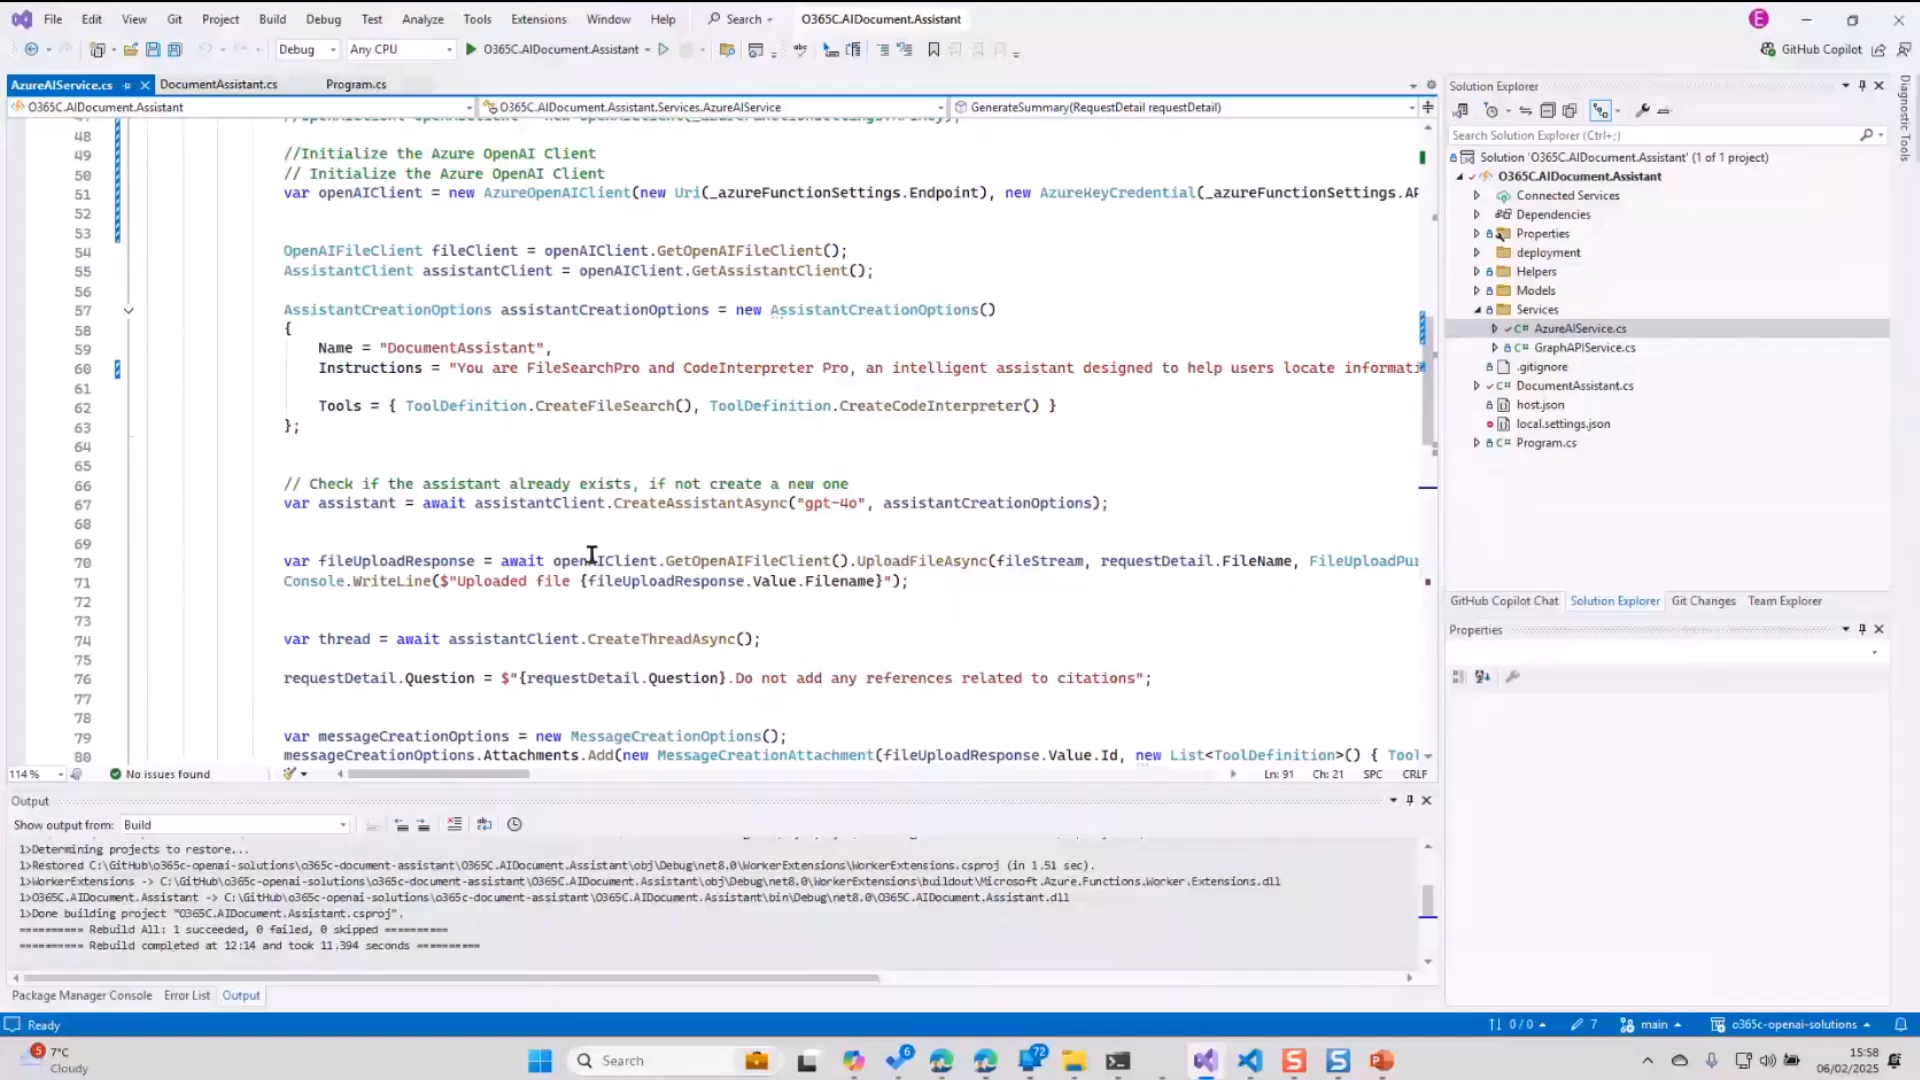 File Edit View Git Project Build Debug Test Analyze Tools Extensions Window Help Search O365C.AIDocument.Assistant E
Debug Any CPU O365C.AIDocument.Assistant GitHub Copilot
AzureAIService.cs DocumentAssistant.cs Program.cs
O365C.AIDocument.Assistant O365C.AIDocument.Assistant.Services.AzureAIService GenerateSummary(RequestDetail requestDetail)
48
49 //Initialize the Azure OpenAI Client
50 // Initialize the Azure OpenAI Client
51 var openAIClient = new AzureOpenAIClient(new Uri(_azureFunctionSettings.Endpoint), new AzureKeyCredential(_azureFunctionSettings.AP
52
53
54 OpenAIFileClient fileClient = openAIClient.GetOpenAIFileClient();
55 AssistantClient assistantClient = openAIClient.GetAssistantClient();
56
57 AssistantCreationOptions assistantCreationOptions = new AssistantCreationOptions()
58 {
59 Name = "DocumentAssistant",
60 Instructions = "You are FileSearchPro and CodeInterpreter Pro, an intelligent assistant designed to help users locate informati
61
62 Tools = { ToolDefinition.CreateFileSearch(), ToolDefinition.CreateCodeInterpreter() }
63 };
64
65
66 // Check if the assistant already exists, if not create a new one
67 var assistant = await assistantClient.CreateAssistantAsync("gpt-4o", assistantCreationOptions);
68
69
70 var fileUploadResponse = await openAIClient.GetOpenAIFileClient().UploadFileAsync(fileStream, requestDetail.FileName, FileUploadPur
71 Console.WriteLine($"Uploaded file {fileUploadResponse.Value.Filename}");
72
73
74 var thread = await assistantClient.CreateThreadAsync();
75
76 requestDetail.Question = $"{requestDetail.Question}.Do not add any references related to citations";
77
78
79 var messageCreationOptions = new MessageCreationOptions();
80 messageCreationOptions.Attachments.Add(new MessageCreationAttachment(fileUploadResponse.Value.Id, new List<ToolDefinition>() { Tool
114 % No issues found Ln: 91 Ch: 21 SPC CRLF
Output
Show output from: Build
1>Determining projects to restore...
1>Restored C:\GitHub\o365c-openai-solutions\o365c-document-assistant\O365C.AIDocument.Assistant\obj\Debug\net8.0\WorkerExtensions\WorkerExtensions.csproj (in 1.51 sec).
1>WorkerExtensions -> C:\GitHub\o365c-openai-solutions\o365c-document-assistant\O365C.AIDocument.Assistant\obj\Debug\net8.0\WorkerExtensions\buildout\Microsoft.Azure.Functions.Worker.Extensions.dll
1>O365C.AIDocument.Assistant -> C:\GitHub\o365c-openai-solutions\o365c-document-assistant\O365C.AIDocument.Assistant\bin\Debug\net8.0\O365C.AIDocument.Assistant.dll
1>Done building project "O365C.AIDocument.Assistant.csproj".
========== Rebuild All: 1 succeeded, 0 failed, 0 skipped ==========
========== Rebuild completed at 12:14 and took 11.394 seconds ==========
Package Manager Console Error List Output
Solution Explorer
Search Solution Explorer (Ctrl+;)
Solution 'O365C.AIDocument.Assistant' (1 of 1 project)
O365C.AIDocument.Assistant
Connected Services
Dependencies
Properties
deployment
Helpers
Models
Services
C# AzureAIService.cs
C# GraphAPIService.cs
.gitignore
C# DocumentAssistant.cs
host.json
local.settings.json
C# Program.cs
GitHub Copilot Chat Solution Explorer Git Changes Team Explorer
Properties
Diagnostic Tools
Ready 0 / 0 7 main o365c-openai-solutions
5 7°C
Cloudy
Search
6
72
15:58
06/02/2025